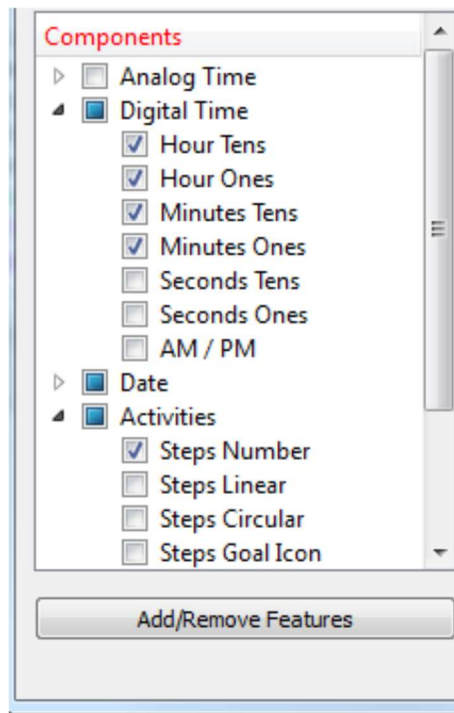 Components
Analog Time
Digital Time
Hour Tens
Hour Ones
Minutes Tens
Minutes Ones
Seconds Tens
Seconds Ones
AM / PM
Date
Activities
Steps Number
Steps Linear
Steps Circular
Steps Goal Icon
Add/Remove Features